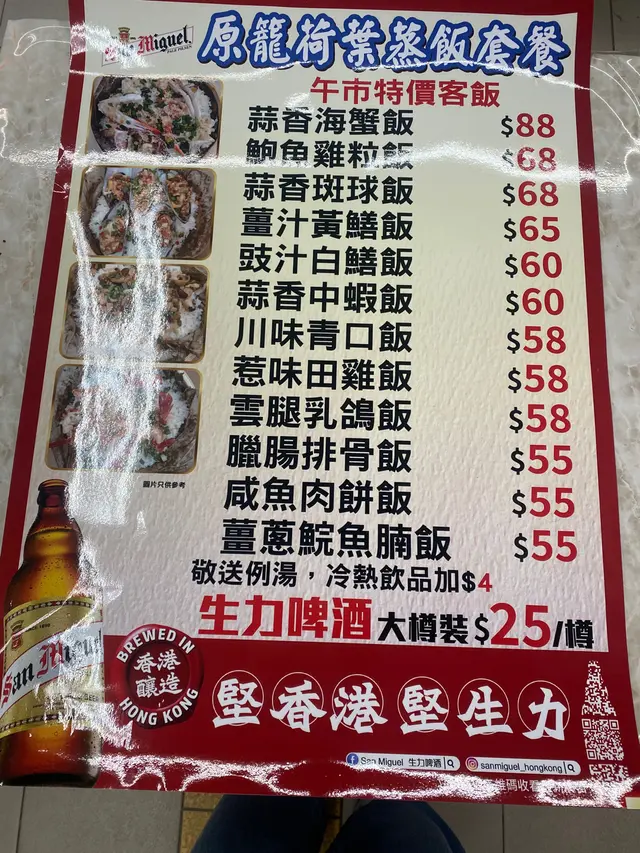 San Miguel
原籠荷葉蒸飯套餐
午市特價客飯
蒜香海蟹飯 $88
鮑魚雞粒飯 $68
蒜香斑球飯 $68
薑汁黃鱔飯 $65
豉汁白鱔飯 $60
蒜香中蝦飯 $60
川味青口飯 $58
惹味田雞飯 $58
雲腿乳鴿飯 $58
臘腸排骨飯 $55
咸魚肉餅飯 $55
薑蔥鯇魚腩飯 $55
圖片只供參考
敬送例湯，冷熱飲品加$4
生力啤酒 大樽裝$25/樽
San Miguel
BREWED IN
香港
釀造
HONG KONG
堅香港堅生力
San Miguel 生力啤酒
sanmiguel_hongkong